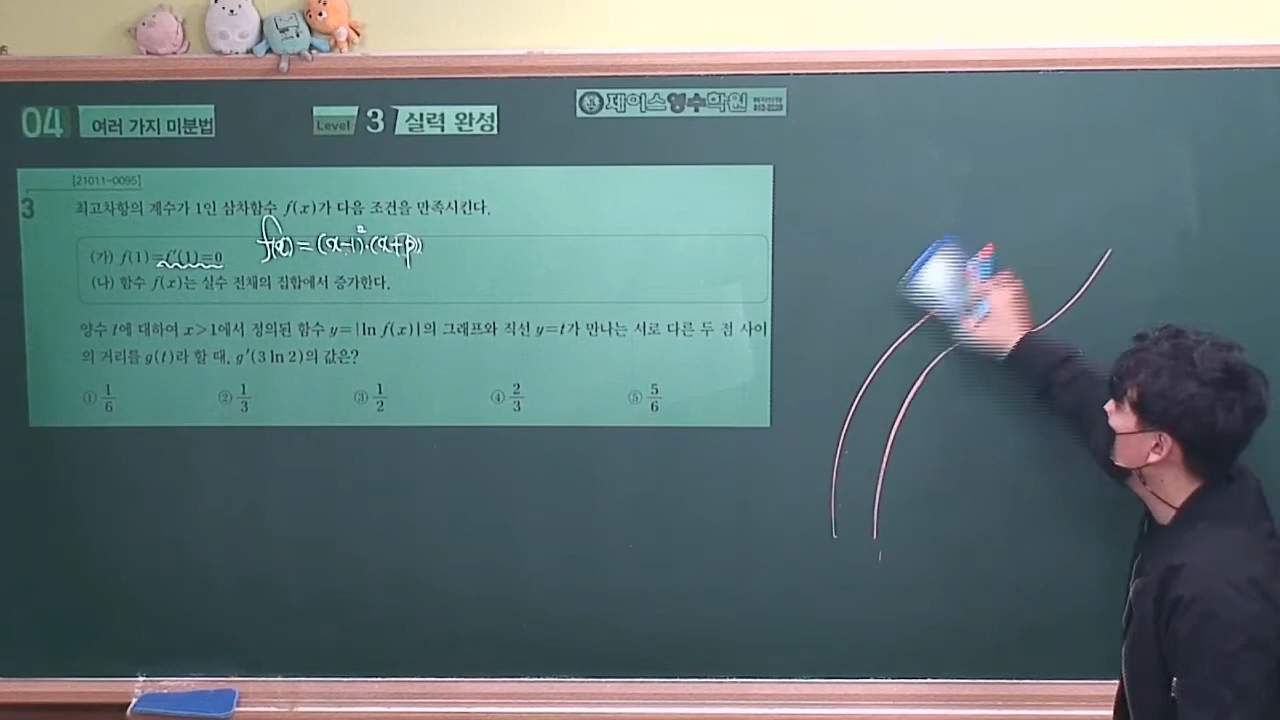 04 여러 가지 미분법
Level 3 실력 완성
제이스영수학원
[21011-0095]
3
최고차항의 계수가 1인 삼차함수 f(x)가 다음 조건을 만족시킨다.
f(x) = (x-1)²·(x+p)
(가) f(1)=f′(1)=0
(나) 함수 f(x)는 실수 전체의 집합에서 증가한다.
양수 t에 대하여 x>1에서 정의된 함수 y=|ln f(x)|의 그래프와 직선 y=t가 만나는 서로 다른 두 점 사이
의 거리를 g(t)라 할 때, g′(3 ln 2)의 값은?
① 1/6 ② 1/3 ③ 1/2 ④ 2/3 ⑤ 5/6